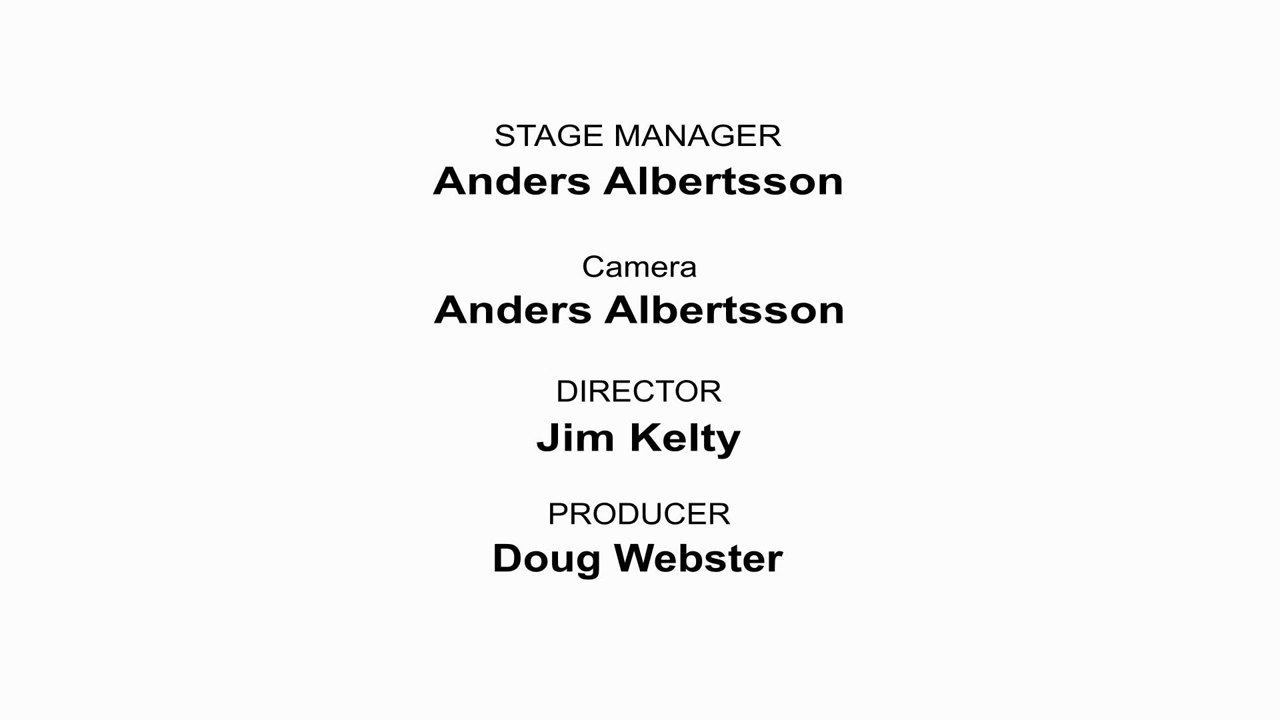 STAGE MANAGER
Anders Albertsson
Camera
Anders Albertsson
DIRECTOR
Jim Kelty
PRODUCER
Doug Webster